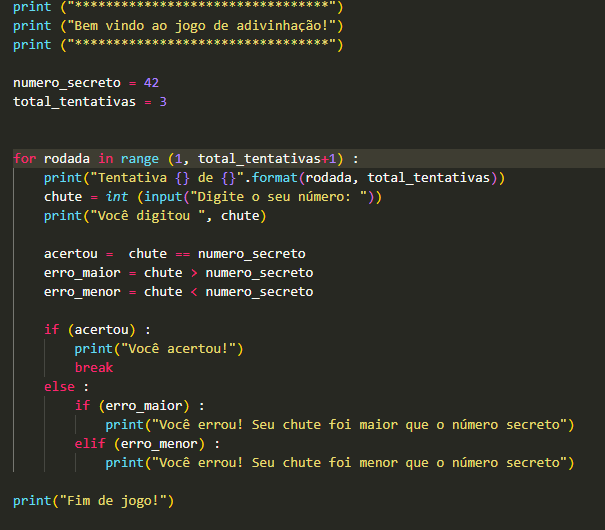 print ("*********************************")
print ("Bem vindo ao jogo de adivinhação!")
print ("*********************************")
numero_secreto = 42
total_tentativas = 3
for rodada in range (1, total_tentativas+1) :
print("Tentativa {} de {}".format(rodada, total_tentativas))
chute = int (input("Digite o seu número: "))
print("Você digitou ", chute)
acertou =  chute == numero_secreto
erro_maior = chute > numero_secreto
erro_menor = chute < numero_secreto
if (acertou) :
print("Você acertou!")
break
else :
if (erro_maior) :
print("Você errou! Seu chute foi maior que o número secreto")
elif (erro_menor) :
print("Você errou! Seu chute foi menor que o número secreto")
print("Fim de jogo!")